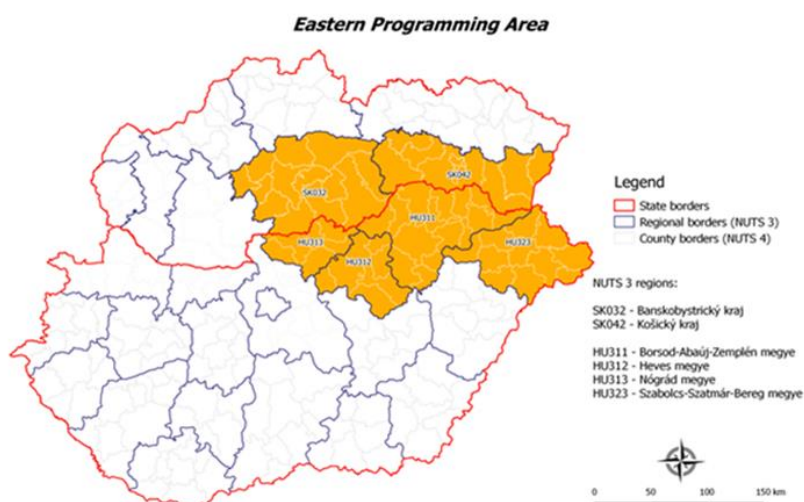 Eastern Programming Area
SK032
SK042
HU311
HU313
HU312
HU323
Legend
State borders
Regional borders (NUTS 3)
County borders (NUTS 4)
NUTS 3 regions:
SK032 - Banskobystrický kraj
SK042 - Košický kraj
HU311 - Borsod-Abaúj-Zemplén megye
HU312 - Heves megye
HU313 - Nógrád megye
HU323 - Szabolcs-Szatmár-Bereg megye
0 50 100 150 km